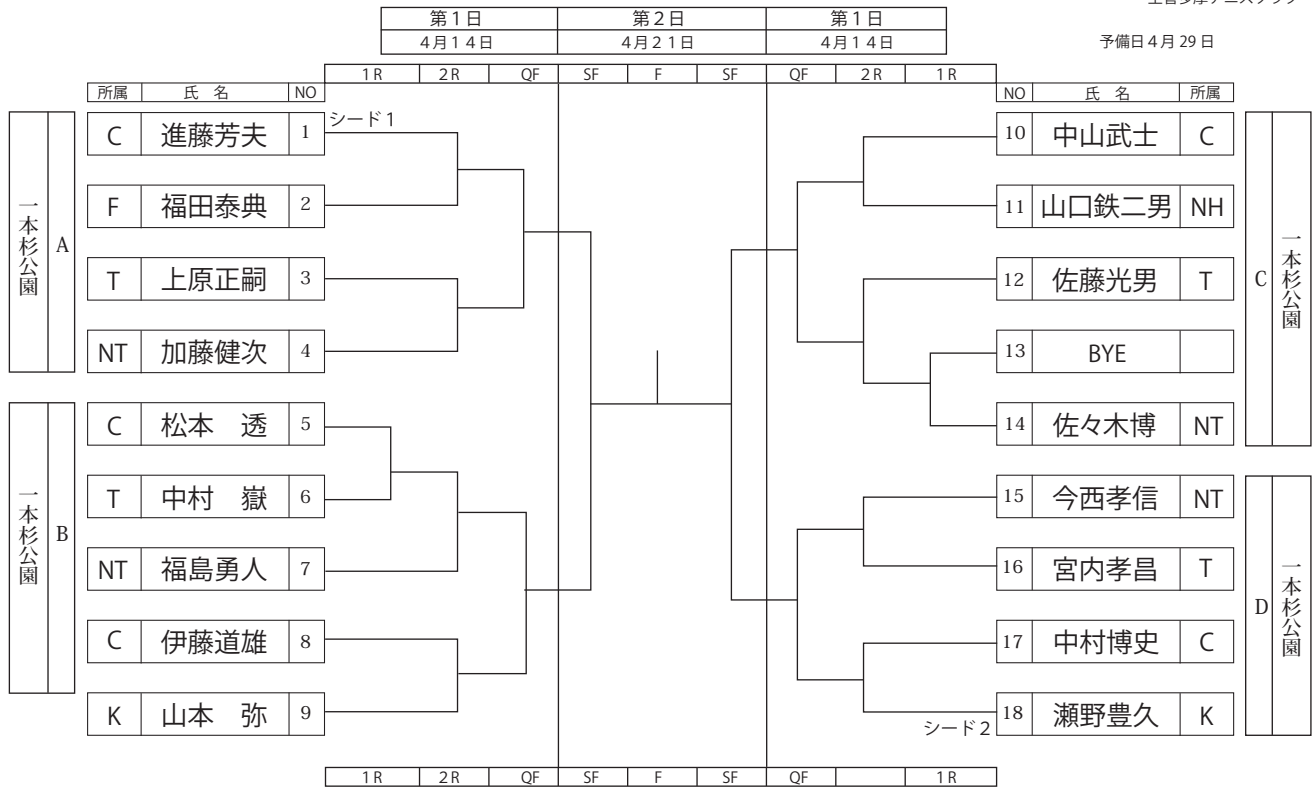 第1日 第2日 第1日
4月14日 4月21日 4月14日
予備日4月29日
1R 2R QF SF F SF QF 2R 1R
所属 氏 名 NO
NO 氏 名 所属
シード1
一本杉公園 A
C 進藤芳夫 1
F 福田泰典 2
T 上原正嗣 3
NT 加藤健次 4
一本杉公園 B
C 松本 透 5
T 中村 嶽 6
NT 福島勇人 7
C 伊藤道雄 8
K 山本 弥 9
10 中山武士 C
11 山口鉄二男 NH
12 佐藤光男 T
13 BYE
14 佐々木博 NT
C 一本杉公園
15 今西孝信 NT
16 宮内孝昌 T
17 中村博史 C
シード2 18 瀬野豊久 K
D 一本杉公園
1R 2R QF SF F SF QF 1R